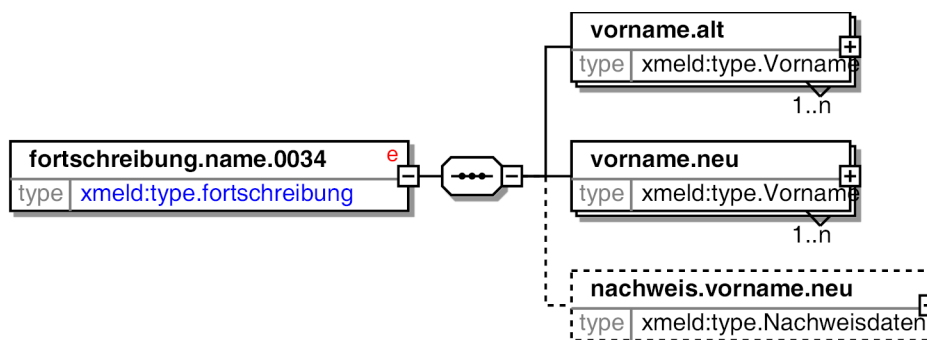 vorname.alt
type xmeld:type.Vorname
1..n
fortschreibung.name.0034 e
type xmeld:type.fortschreibung
vorname.neu
type xmeld:type.Vorname
1..n
nachweis.vorname.neu
type xmeld:type.Nachweisdaten